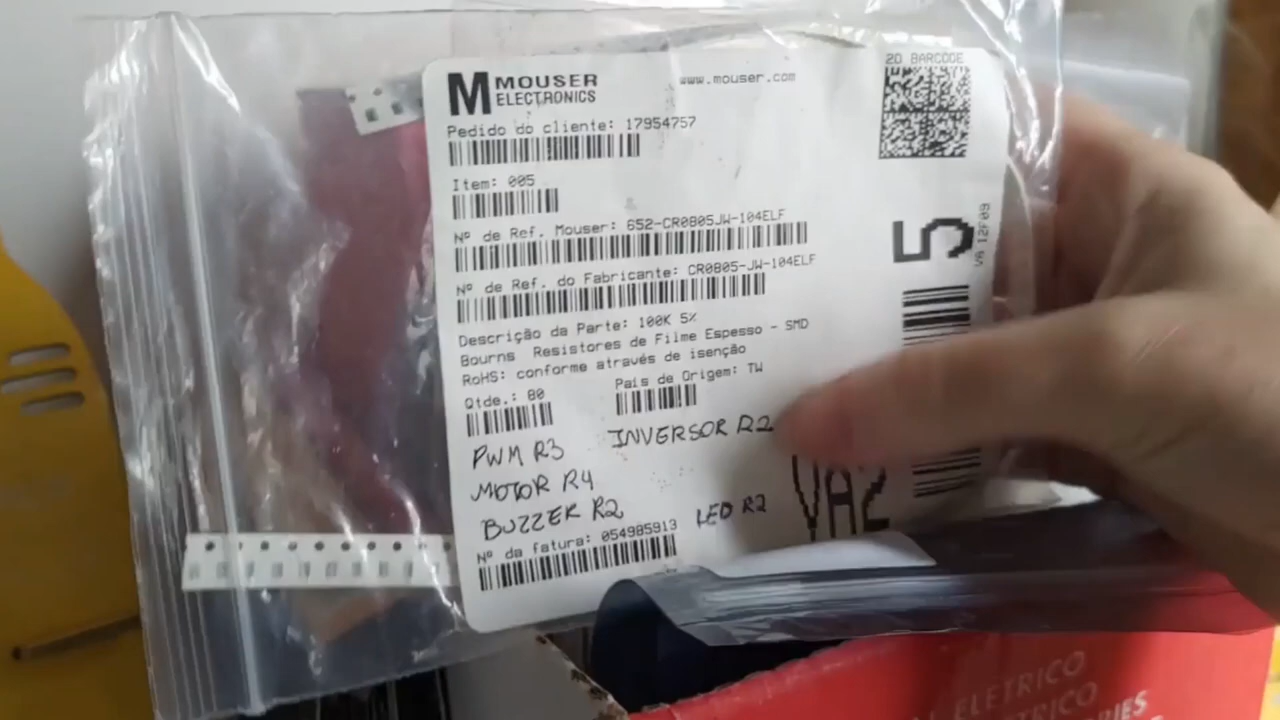 MOUSER
ELECTRONICS
www.mouser.com
2D BARCODE
Pedido do cliente: 17954757
Item: 005
Nº de Ref. Mouser: 652-CR0805JW-104ELF
Nº de Ref. do Fabricante: CR0805-JW-104ELF
Descrição da Parte: 100K 5%
Bourns Resistores de Filme Espesso - SMD
RoHS: conforme através de isenção
Qtde.: 80
País de Origem: TW
PWM R3
INVERSOR R2
MOTOR R4
BUZZER R2
LED R2
Nº da fatura: 054985913
5
VA2
ELETRICO